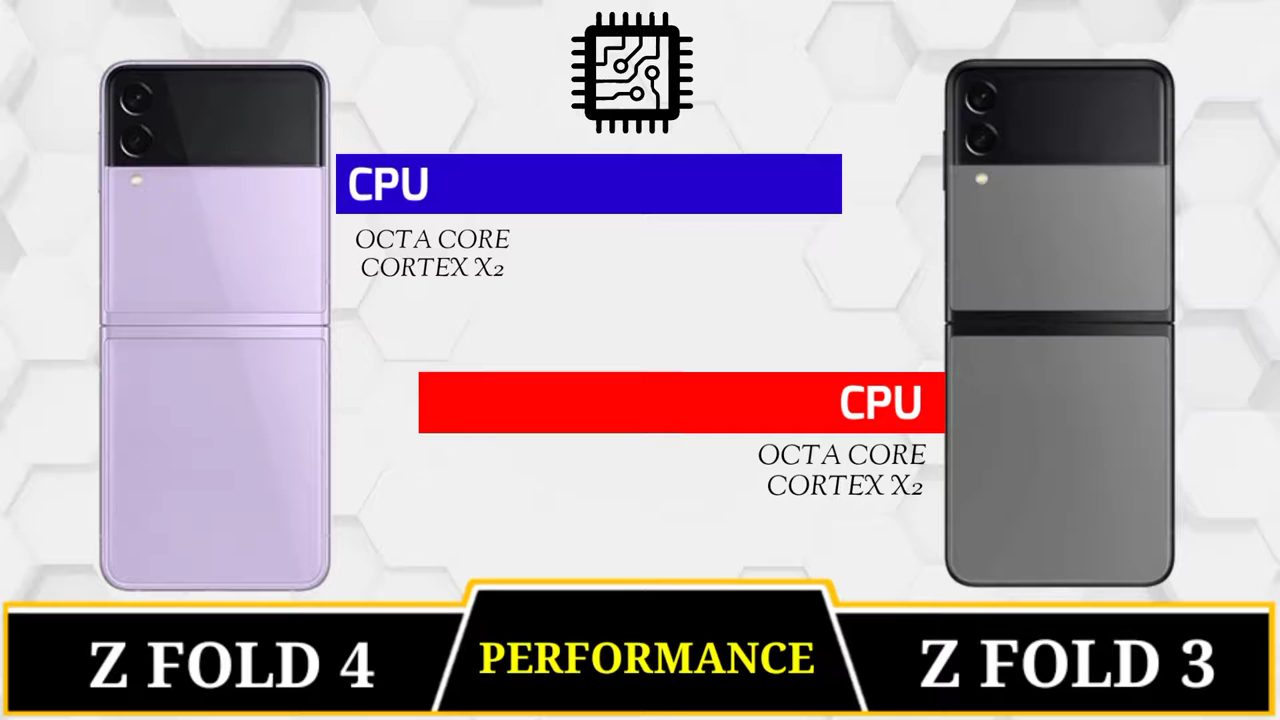 CPU
OCTA CORE
CORTEX X2
CPU
OCTA CORE
CORTEX X2
Z FOLD 4
PERFORMANCE
Z FOLD 3